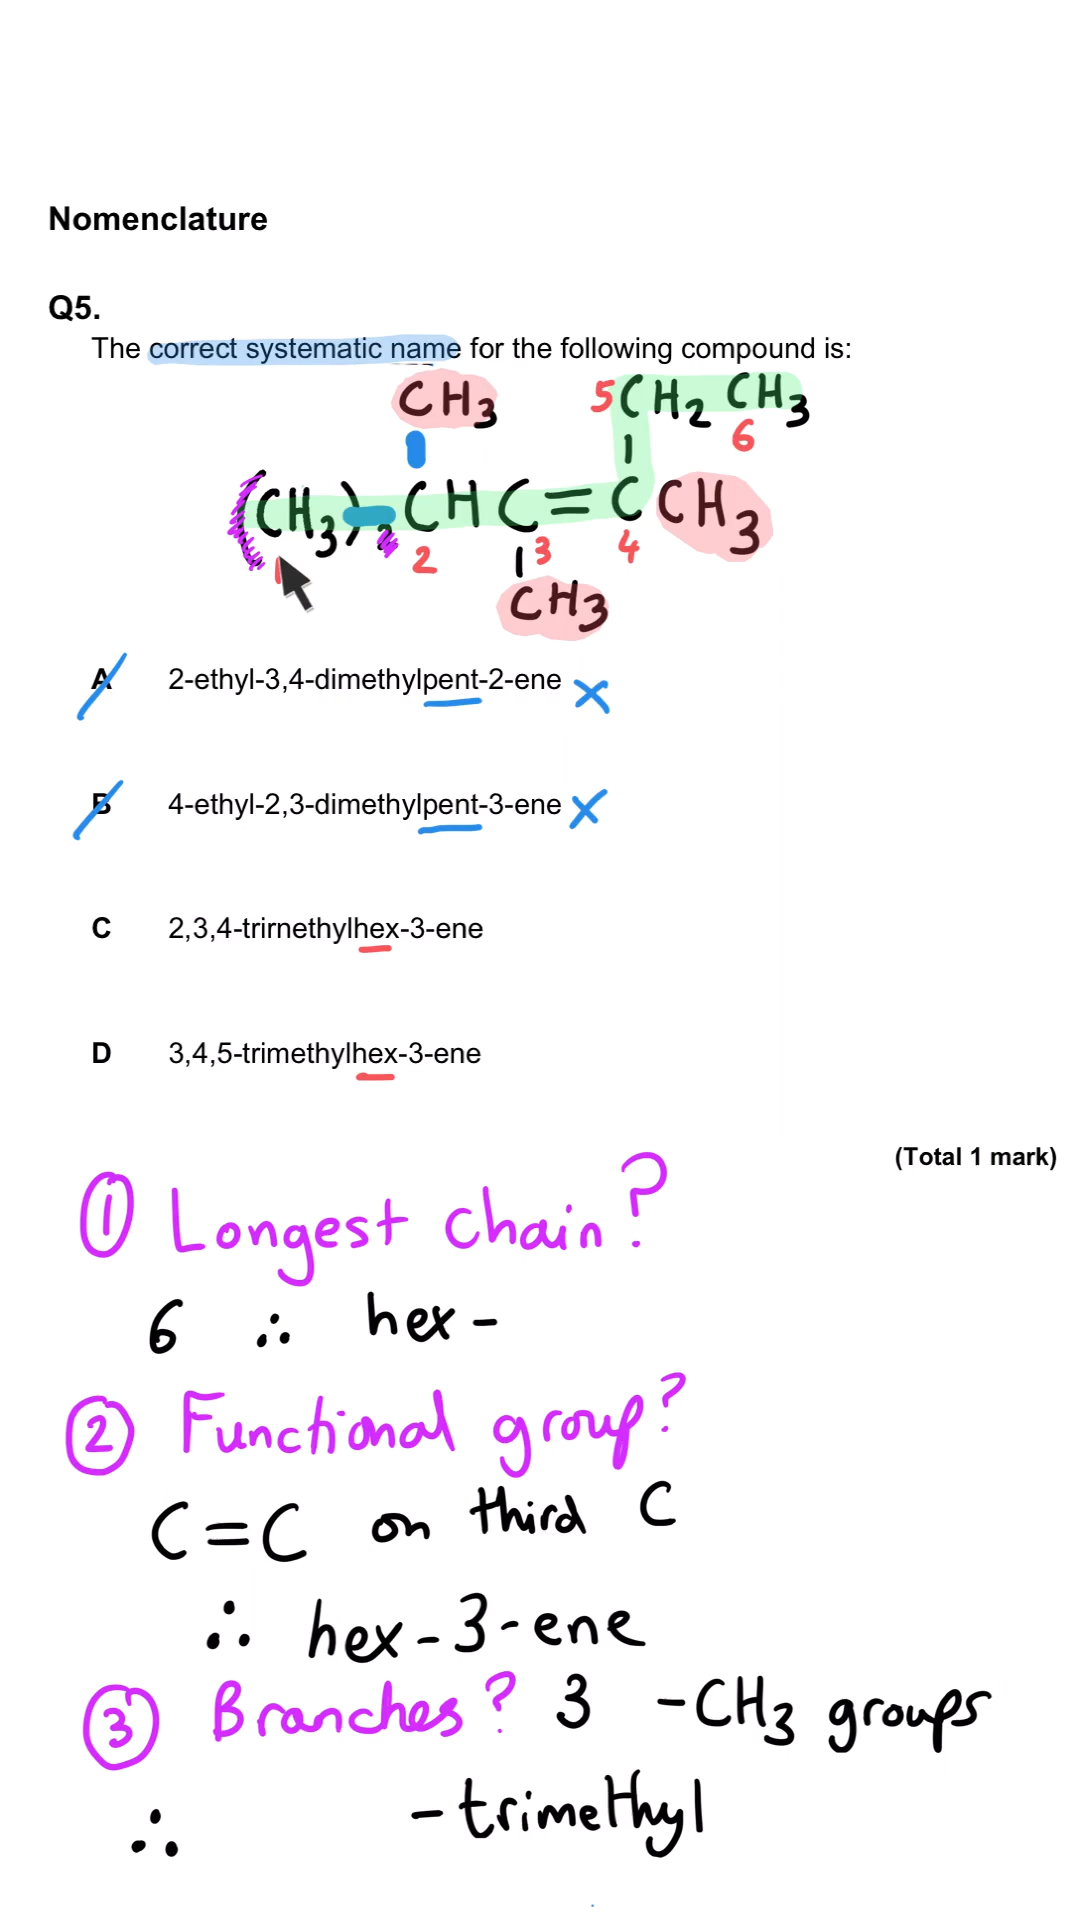 Nomenclature
Q5.
The correct systematic name for the following compound is:
CH3 5CH2 CH3
6
(CH3)2 CH C=C CH3
1 2 3 4
CH3
A 2-ethyl-3,4-dimethylpent-2-ene
B 4-ethyl-2,3-dimethylpent-3-ene
C 2,3,4-trirnethylhex-3-ene
D 3,4,5-trimethylhex-3-ene
(Total 1 mark)
① Longest chain?
6 ∴ hex-
② Functional group?
C=C on third C
∴ hex-3-ene
③ Branches? 3 -CH3 groups
∴ -trimethyl